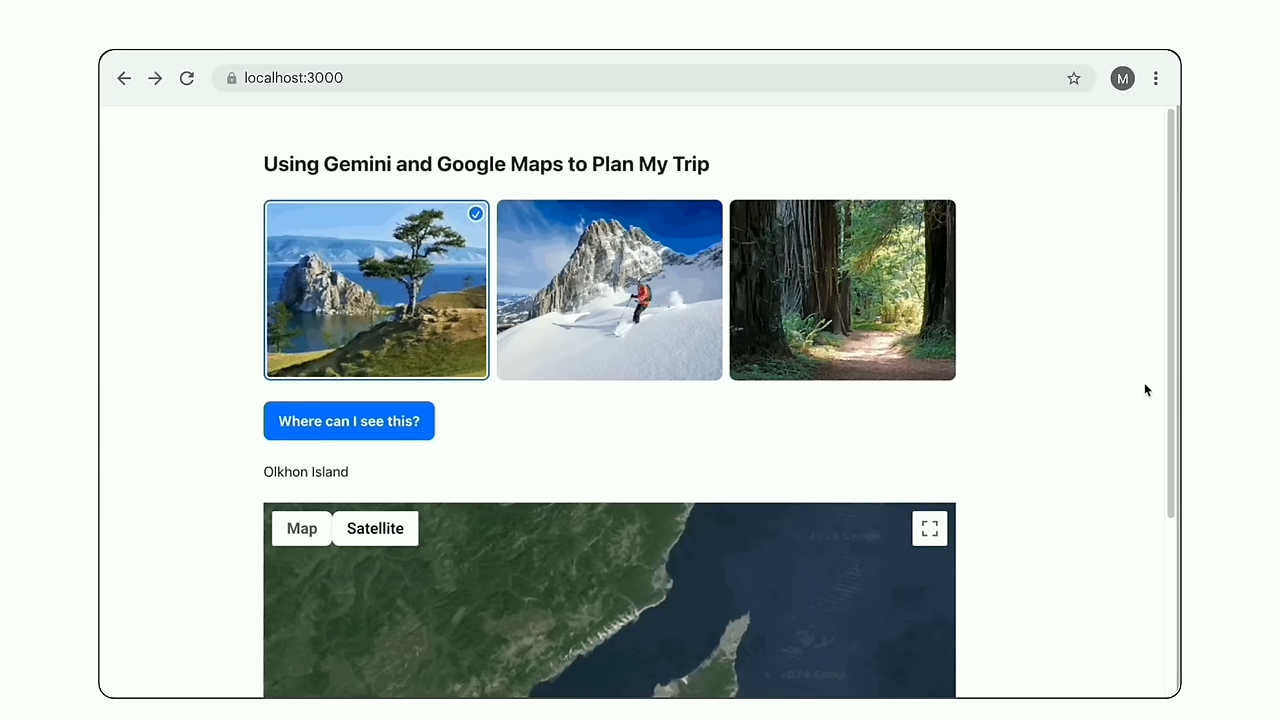 localhost:3000
M
Using Gemini and Google Maps to Plan My Trip
Where can I see this?
Olkhon Island
Map
Satellite